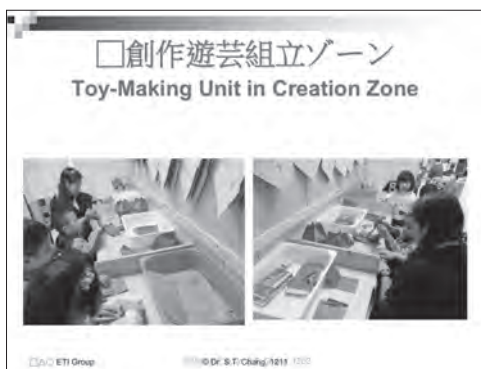 □創作遊芸組立ゾーン
Toy-Making Unit in Creation Zone
ETI Group
© Dr. S.T. Chang, 1211